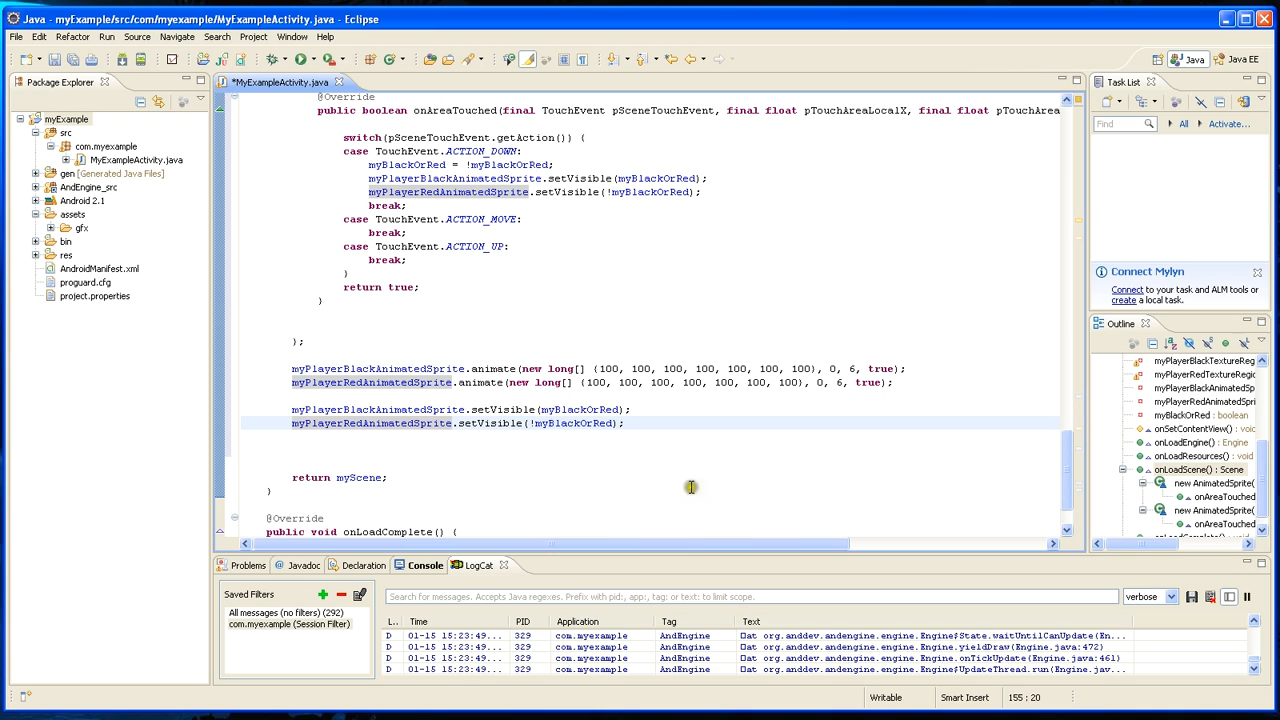 Java - myExample/src/com/myexample/MyExampleActivity.java - Eclipse
File Edit Refactor Run Source Navigate Search Project Window Help
Java Java EE
Package Explorer
myExample
src
com.myexample
MyExampleActivity.java
gen [Generated Java Files]
AndEngine_src
Android 2.1
assets
gfx
bin
res
AndroidManifest.xml
proguard.cfg
project.properties
*MyExampleActivity.java
@Override
public boolean onAreaTouched(final TouchEvent pSceneTouchEvent, final float pTouchAreaLocalX, final float pTouchArea
switch(pSceneTouchEvent.getAction()) {
case TouchEvent.ACTION_DOWN:
myBlackOrRed = !myBlackOrRed;
myPlayerBlackAnimatedSprite.setVisible(myBlackOrRed);
myPlayerRedAnimatedSprite.setVisible(!myBlackOrRed);
break;
case TouchEvent.ACTION_MOVE:
break;
case TouchEvent.ACTION_UP:
break;
}
return true;
}
);
myPlayerBlackAnimatedSprite.animate(new long[] {100, 100, 100, 100, 100, 100, 100}, 0, 6, true);
myPlayerRedAnimatedSprite.animate(new long[] {100, 100, 100, 100, 100, 100, 100}, 0, 6, true);
myPlayerBlackAnimatedSprite.setVisible(myBlackOrRed);
myPlayerRedAnimatedSprite.setVisible(!myBlackOrRed);
return myScene;
}
@Override
public void onLoadComplete() {
Task List
Find All Activate...
Connect Mylyn
Connect to your task and ALM tools or
create a local task.
Outline
myPlayerBlackTextureReg
myPlayerRedTextureRegi
myPlayerBlackAnimatedSp
myPlayerRedAnimatedSpr
myBlackOrRed : boolean
onSetContentView() : voic
onLoadEngine() : Engine
onLoadResources() : void
onLoadScene() : Scene
new AnimatedSprite(
onAreaTouched
new AnimatedSprite(
onAreaTouched
Problems Javadoc Declaration Console LogCat
Saved Filters
All messages (no filters) (292)
com.myexample (Session Filter)
Search for messages. Accepts Java regexes. Prefix with pid:, app:, tag: or text: to limit scope.
verbose
L... Time PID Application Tag Text
D 01-15 15:23:49... 329 com.myexample AndEngine at org.anddev.andengine.engine.Engine$State.waitUntilCanUpdate(En...
D 01-15 15:23:49... 329 com.myexample AndEngine at org.anddev.andengine.engine.Engine.yieldDraw(Engine.java:472)
D 01-15 15:23:49... 329 com.myexample AndEngine at org.anddev.andengine.engine.Engine.onTickUpdate(Engine.java:461)
D 01-15 15:23:49... 329 com.myexample AndEngine at org.anddev.andengine.engine.Engine$UpdateThread.run(Engine.java...
Writable Smart Insert 155 : 20